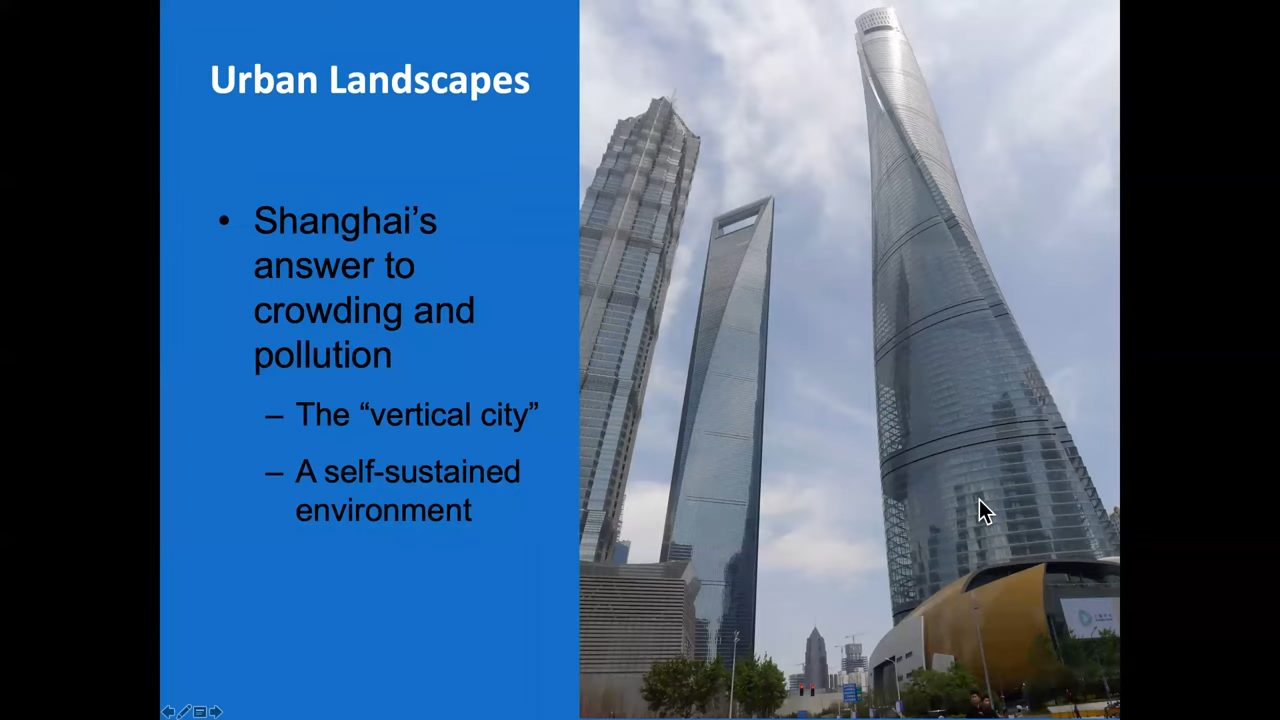 Urban Landscapes
• Shanghai’s
answer to
crowding and
pollution
– The “vertical city”
– A self-sustained
environment